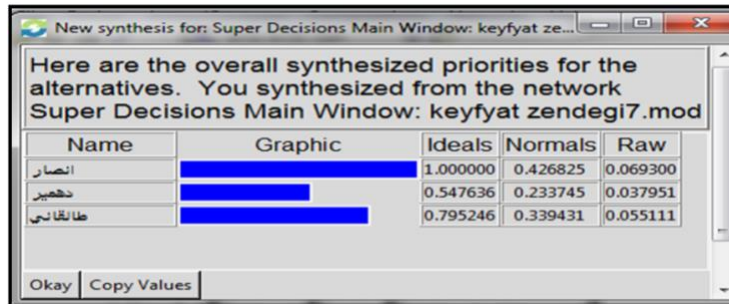 New synthesis for: Super Decisions Main Window: keyfyat ze...
Here are the overall synthesized priorities for the
alternatives. You synthesized from the network
Super Decisions Main Window: keyfyat zendegi7.mod
Name Graphic Ideals Normals Raw
انصار 1.000000 0.426825 0.069300
دهمیر 0.547636 0.233745 0.037951
طالقانی 0.795246 0.339431 0.055111
Okay Copy Values